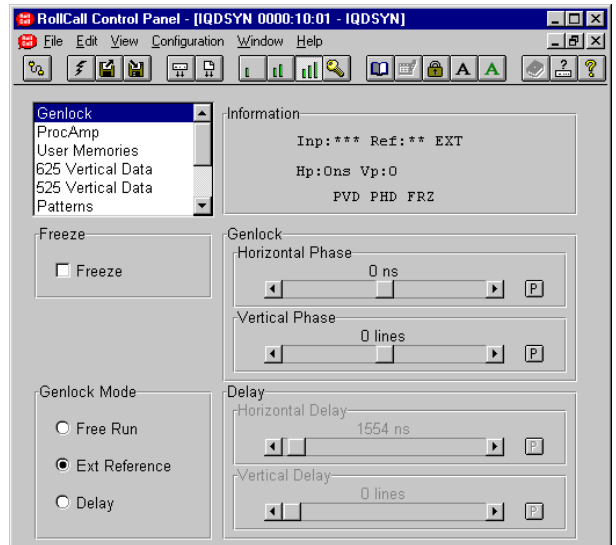 RollCall Control Panel - [IQDSYN 0000:10:01 - IQDSYN]
File Edit View Configuration Window Help
A A
Genlock
ProcAmp
User Memories
625 Vertical Data
525 Vertical Data
Patterns
Information
Inp:*** Ref:** EXT
Hp:0ns Vp:0
PVD PHD FRZ
Freeze
Freeze
Genlock
Horizontal Phase
0 ns
P
Vertical Phase
0 lines
P
Genlock Mode
Free Run
Ext Reference
Delay
Delay
Horizontal Delay
1554 ns
P
Vertical Delay
0 lines
P